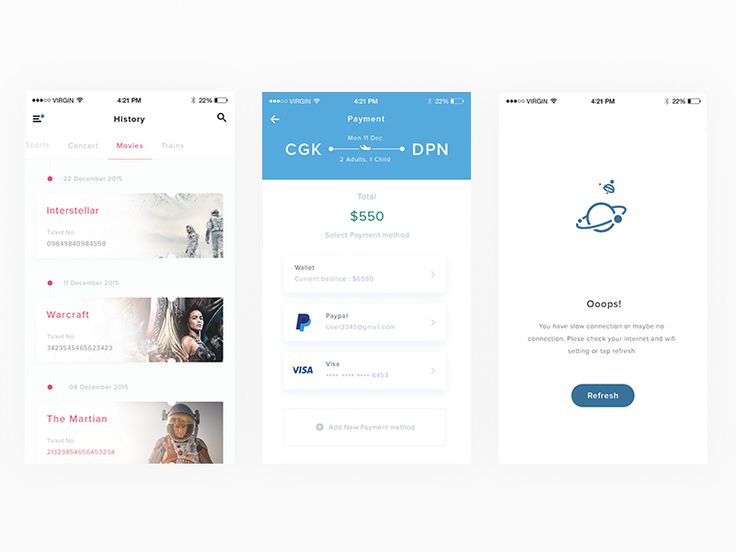 VIRGIN
4:21 PM
22%
History
Sports
Concert
Movies
Trains
22 December 2015
Interstellar
Ticket No.
09849840984598
11 December 2015
Warcraft
Ticket No.
3423545465623423
08 December 2015
The Martian
Ticket No.
21323454656453234
VIRGIN
4:21 PM
22%
Payment
Mon 11 Dec
CGK
DPN
2 Adults, 1 Child
Total
$550
Select Payment method
Wallet
Current balance : $6580
Paypal
User2345@gmail.com
VISA
Visa
•••• •••• •••• 6453
Add New Payment method
VIRGIN
4:21 PM
22%
Ooops!
You have slow connection or maybe no
connection. Plese check your internet and wifi
setting or tap refresh
Refresh